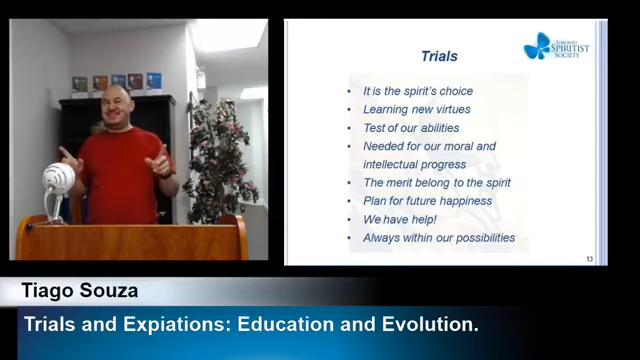 TORONTO
SPIRITIST
SOCIETY
Trials
• It is the spirit's choice
• Learning new virtues
• Test of our abilities
• Needed for our moral and
intellectual progress
• The merit belong to the spirit
• Plan for future happiness
• We have help!
• Always within our possibilities
13
Tiago Souza
Trials and Expiations: Education and Evolution.